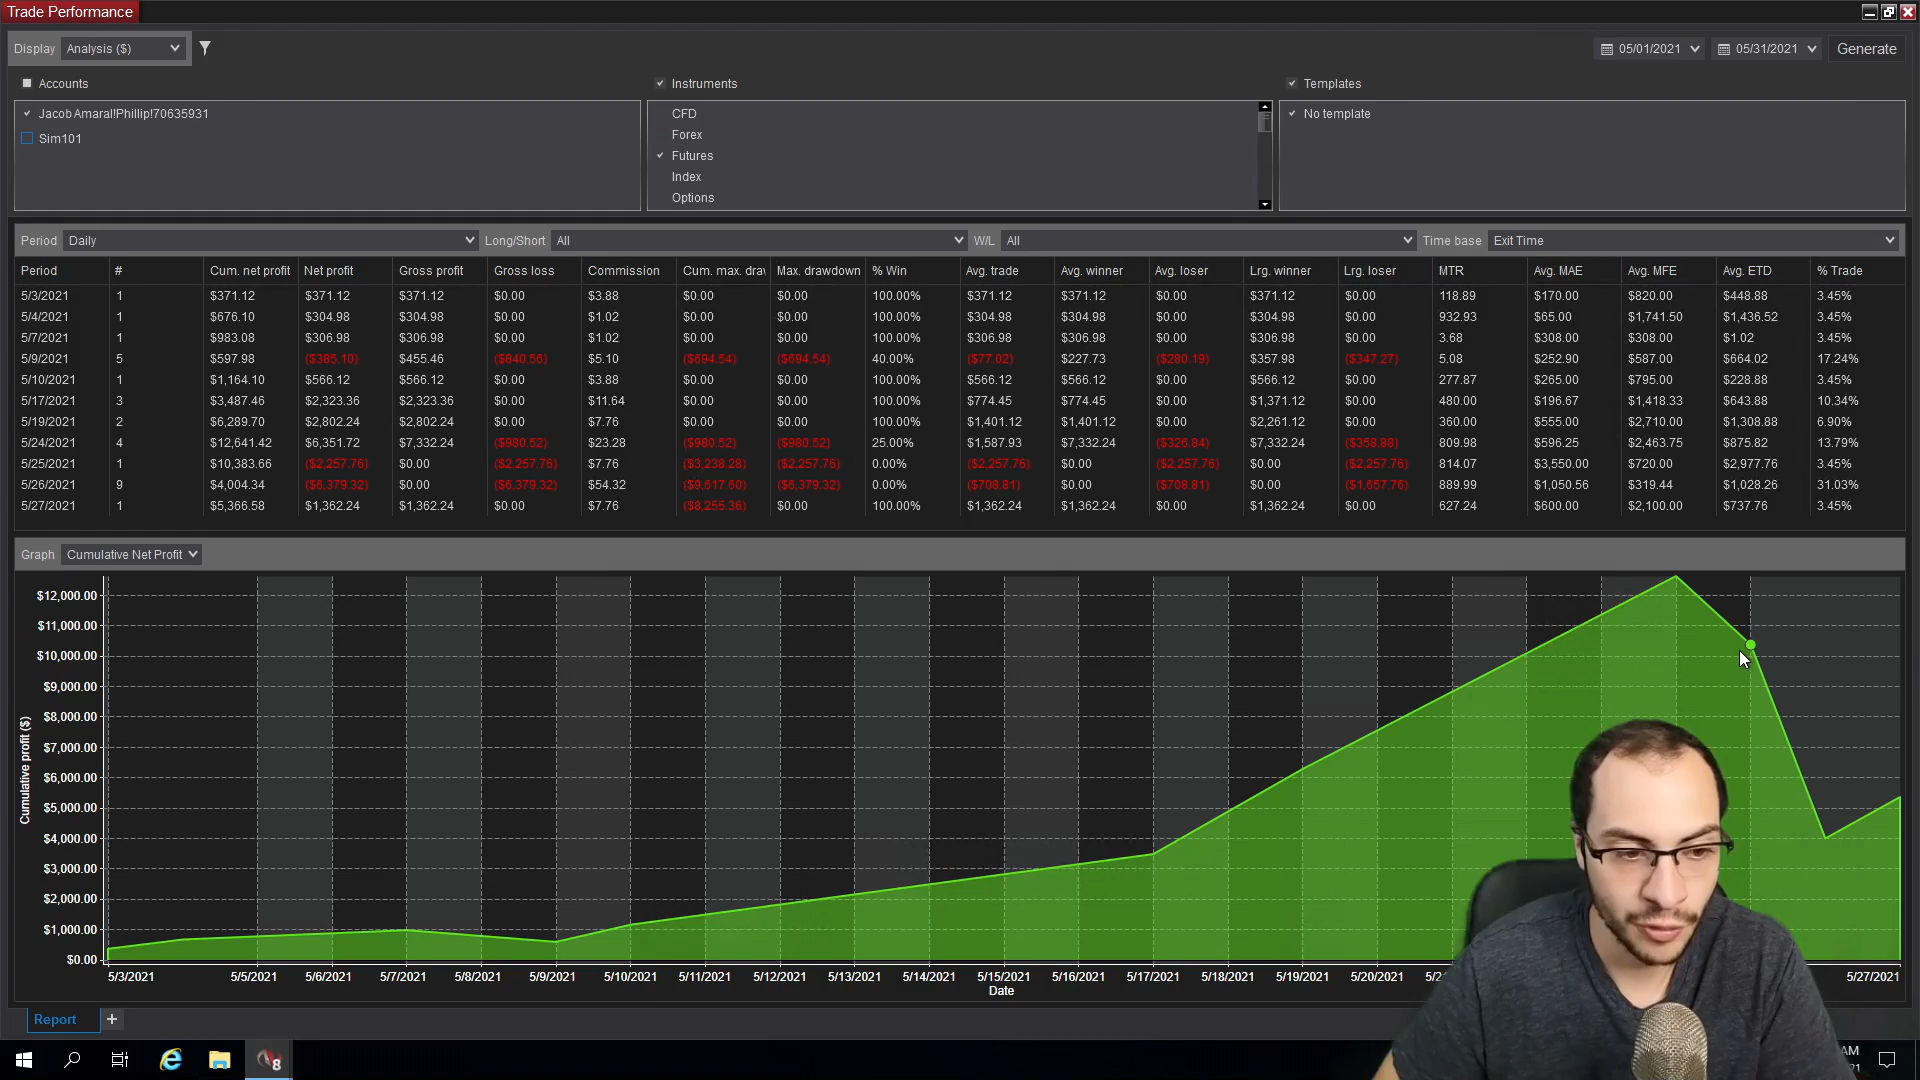 Trade Performance
Display Analysis ($) 05/01/2021 05/31/2021 Generate
Accounts Instruments Templates
Jacob Amaral!Phillip!70635931 CFD No template
Sim101 Forex
Futures
Index
Options
Period Daily Long/Short All W/L All Time base Exit Time
Period # Cum. net profit Net profit Gross profit Gross loss Commission Cum. max. drav Max. drawdown % Win Avg. trade Avg. winner Avg. loser Lrg. winner Lrg. loser MTR Avg. MAE Avg. MFE Avg. ETD % Trade
5/3/2021 1 $371.12 $371.12 $371.12 $0.00 $3.88 $0.00 $0.00 100.00% $371.12 $371.12 $0.00 $371.12 $0.00 118.89 $170.00 $820.00 $448.88 3.45%
5/4/2021 1 $676.10 $304.98 $304.98 $0.00 $1.02 $0.00 $0.00 100.00% $304.98 $304.98 $0.00 $304.98 $0.00 932.93 $65.00 $1,741.50 $1,436.52 3.45%
5/7/2021 1 $983.08 $306.98 $306.98 $0.00 $1.02 $0.00 $0.00 100.00% $306.98 $306.98 $0.00 $306.98 $0.00 3.68 $308.00 $308.00 $1.02 3.45%
5/9/2021 5 $597.98 ($385.10) $455.46 ($840.56) $5.10 ($694.54) ($694.54) 40.00% ($77.02) $227.73 ($280.19) $357.98 ($347.27) 5.08 $252.90 $587.00 $664.02 17.24%
5/10/2021 1 $1,164.10 $566.12 $566.12 $0.00 $3.88 $0.00 $0.00 100.00% $566.12 $566.12 $0.00 $566.12 $0.00 277.87 $265.00 $795.00 $228.88 3.45%
5/17/2021 3 $3,487.46 $2,323.36 $2,323.36 $0.00 $11.64 $0.00 $0.00 100.00% $774.45 $774.45 $0.00 $1,371.12 $0.00 480.00 $196.67 $1,418.33 $643.88 10.34%
5/19/2021 2 $6,289.70 $2,802.24 $2,802.24 $0.00 $7.76 $0.00 $0.00 100.00% $1,401.12 $1,401.12 $0.00 $2,261.12 $0.00 360.00 $555.00 $2,710.00 $1,308.88 6.90%
5/24/2021 4 $12,641.42 $6,351.72 $7,332.24 ($980.52) $23.28 ($980.52) ($980.52) 25.00% $1,587.93 $7,332.24 ($326.84) $7,332.24 ($358.88) 809.98 $596.25 $2,463.75 $875.82 13.79%
5/25/2021 1 $10,383.66 ($2,257.76) $0.00 ($2,257.76) $7.76 ($3,238.28) ($2,257.76) 0.00% ($2,257.76) $0.00 ($2,257.76) $0.00 ($2,257.76) 814.07 $3,550.00 $720.00 $2,977.76 3.45%
5/26/2021 9 $4,004.34 ($6,379.32) $0.00 ($6,379.32) $54.32 ($9,617.60) ($6,379.32) 0.00% ($708.81) $0.00 ($708.81) $0.00 ($1,657.76) 889.99 $1,050.56 $319.44 $1,028.26 31.03%
5/27/2021 1 $5,366.58 $1,362.24 $1,362.24 $0.00 $7.76 ($8,255.36) $0.00 100.00% $1,362.24 $1,362.24 $0.00 $1,362.24 $0.00 627.24 $600.00 $2,100.00 $737.76 3.45%
Graph Cumulative Net Profit
Cumulative profit ($)
$12,000.00
$11,000.00
$10,000.00
$9,000.00
$8,000.00
$7,000.00
$6,000.00
$5,000.00
$4,000.00
$3,000.00
$2,000.00
$1,000.00
$0.00
5/3/2021 5/5/2021 5/6/2021 5/7/2021 5/8/2021 5/9/2021 5/10/2021 5/11/2021 5/12/2021 5/13/2021 5/14/2021 5/15/2021 5/16/2021 5/17/2021 5/18/2021 5/19/2021 5/20/2021 5/27/2021
Date
Report +
8
AM